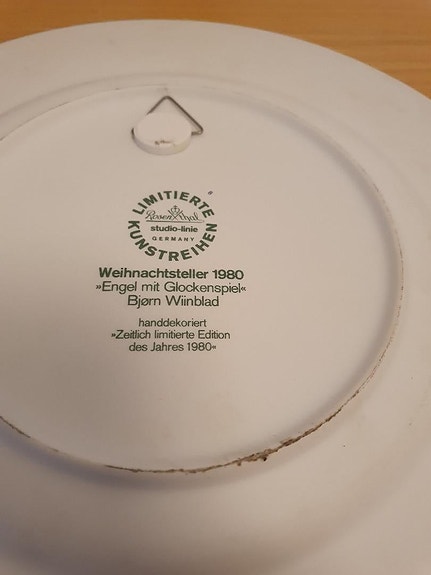 LIMITIERTE
Rosenthal
studio-linie
GERMANY
KUNSTREIHEN
Weihnachtsteller 1980
»Engel mit Glockenspiel«
Bjørn Wiinblad
handdekoriert
»Zeitlich limitierte Edition
des Jahres 1980«